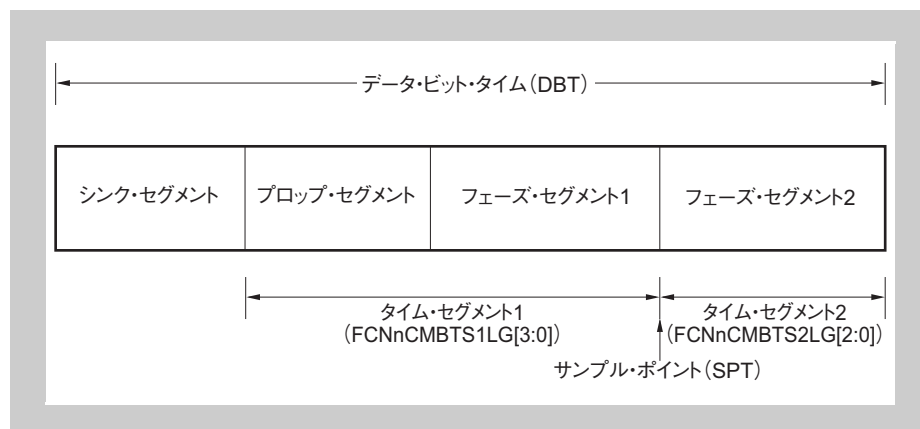 データ・ビット・タイム（DBT）
シンク・セグメント
プロップ・セグメント
フェーズ・セグメント1
フェーズ・セグメント2
タイム・セグメント1
（FCNnCMBTS1LG[3:0]）
タイム・セグメント2
（FCNnCMBTS2LG[2:0]）
サンプル・ポイント（SPT）